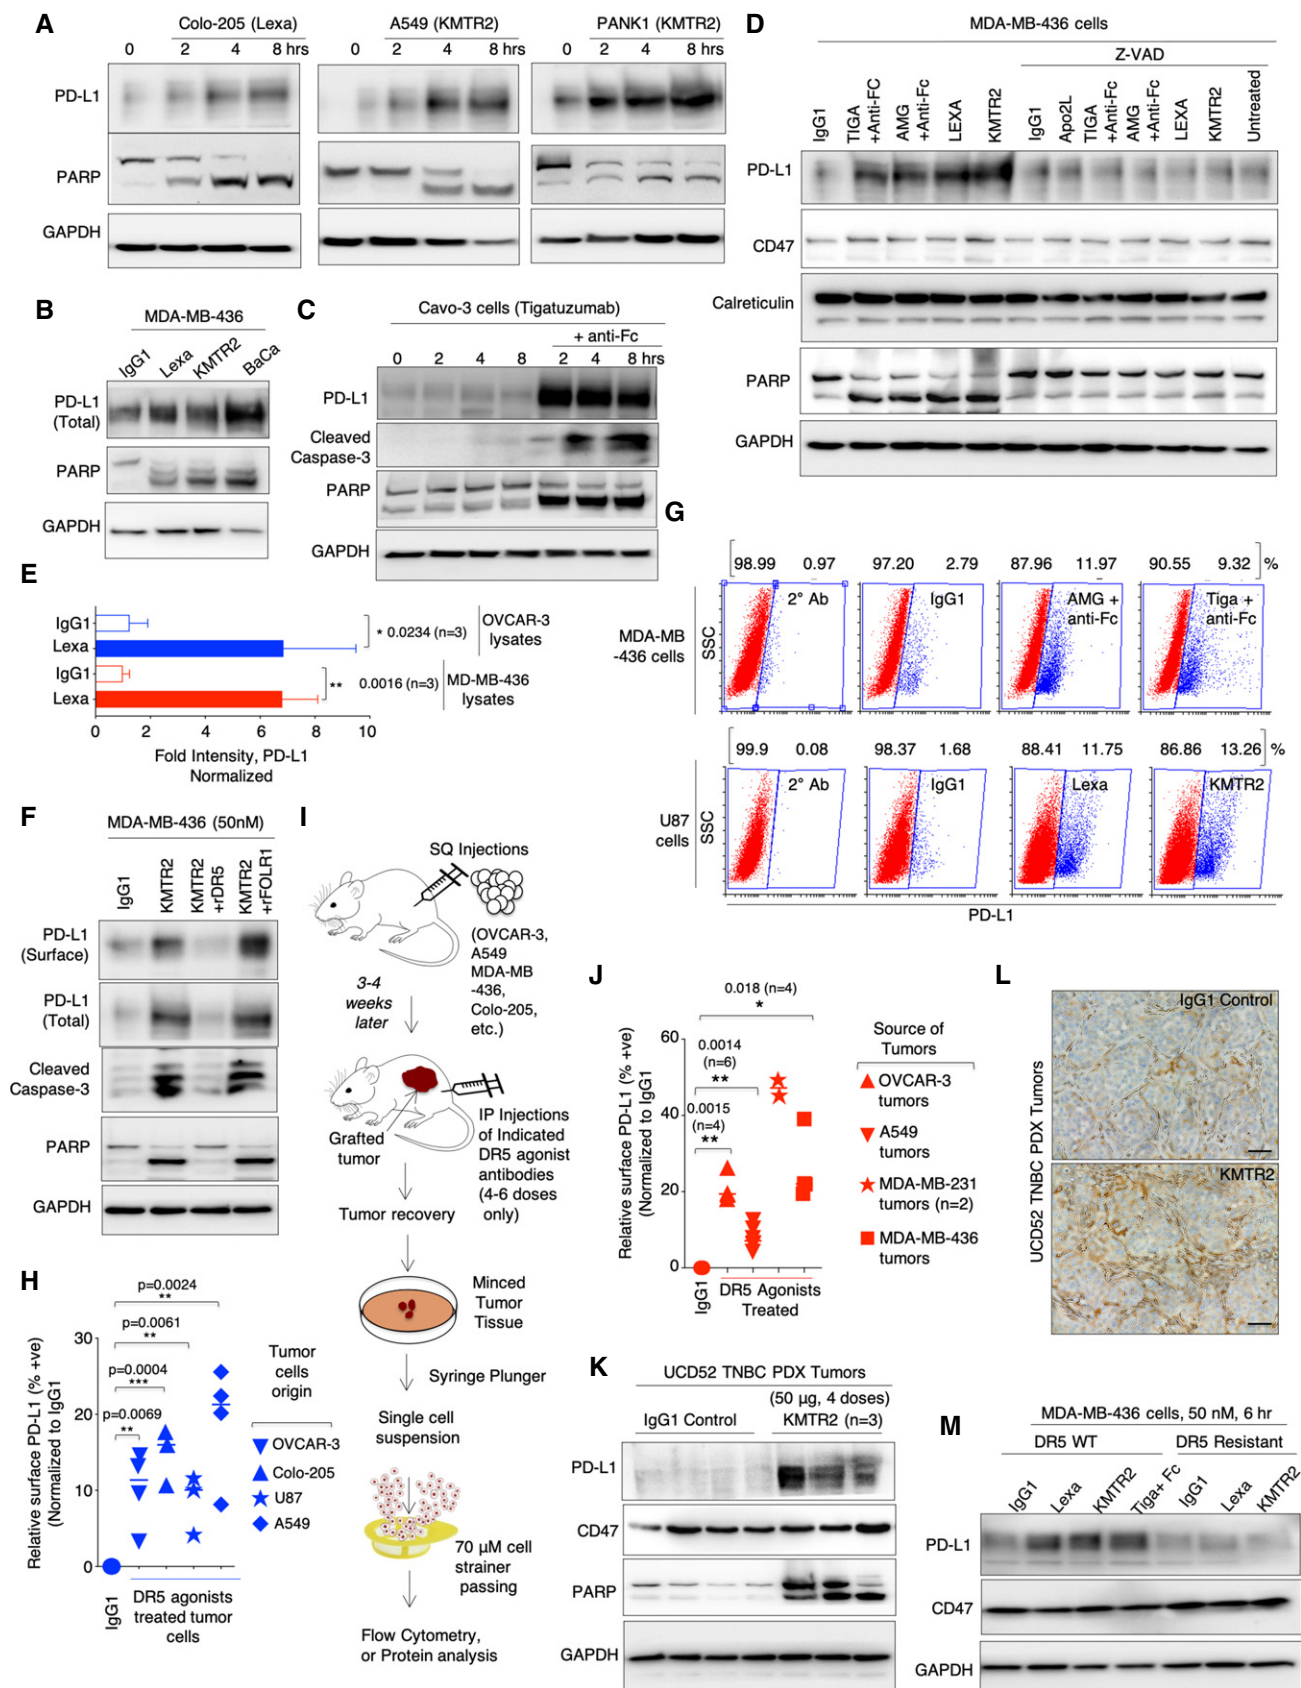 A
Colo-205 (Lexa)
0 2 4 8 hrs
A549 (KMTR2)
0 2 4 8 hrs
PANK1 (KMTR2)
0 2 4 8 hrs
PD-L1
PARP
GAPDH
B
MDA-MB-436
IgG1 Lexa KMTR2 BaCa
PD-L1
(Total)
PARP
GAPDH
C
Cavo-3 cells (Tigatuzumab)
+ anti-Fc
0 2 4 8 2 4 8 hrs
PD-L1
Cleaved
Caspase-3
PARP
GAPDH
D
MDA-MB-436 cells
Z-VAD
IgG1
TIGA
+Anti-FC
AMG
+Anti-Fc
LEXA
KMTR2
IgG1
Apo2L
TIGA
+Anti-Fc
AMG
+Anti-Fc
LEXA
KMTR2
Untreated
PD-L1
CD47
Calreticulin
PARP
GAPDH
E
IgG1
Lexa
IgG1
Lexa
* 0.0234 (n=3)
OVCAR-3
lysates
** 0.0016 (n=3)
MD-MB-436
lysates
0 2 4 6 8 10
Fold Intensity, PD-L1
Normalized
F
MDA-MB-436 (50nM)
IgG1
KMTR2
KMTR2
+rDR5
KMTR2
+rFOLR1
PD-L1
(Surface)
PD-L1
(Total)
Cleaved
Caspase-3
PARP
GAPDH
G
98.99 0.97 97.20 2.79 87.96 11.97 90.55 9.32 %
MDA-MB
-436 cells
SSC
2° Ab
IgG1
AMG +
anti-Fc
Tiga +
anti-Fc
99.9 0.08 98.37 1.68 88.41 11.75 86.86 13.26 %
U87
cells
SSC
2° Ab
IgG1
Lexa
KMTR2
PD-L1
H
p=0.0024
**
p=0.0061
**
p=0.0004
***
p=0.0069
**
30
20
10
0
Relative surface PD-L1 (% +ve)
(Normalized to IgG1)
IgG1
DR5 agonists
treated tumor
cells
Tumor
cells
origin
OVCAR-3
Colo-205
U87
A549
I
SQ Injections
(OVCAR-3,
A549
MDA-MB
-436,
Colo-205,
etc.)
3-4
weeks
later
Grafted
tumor
IP Injections
of Indicated
DR5 agonist
antibodies
(4-6 doses
only)
Tumor recovery
Minced
Tumor
Tissue
Syringe Plunger
Single cell
suspension
70 µM cell
strainer
passing
Flow Cytometry,
or Protein analysis
J
0.018 (n=4)
*
0.0014
(n=6)
**
0.0015
(n=4)
**
60
40
20
0
Relative surface PD-L1 (% +ve)
(Normalized to IgG1)
IgG1
DR5 Agonists
Treated
Source of
Tumors
OVCAR-3
tumors
A549
tumors
MDA-MB-231
tumors (n=2)
MDA-MB-436
tumors
K
UCD52 TNBC PDX Tumors
(50 µg, 4 doses)
IgG1 Control KMTR2 (n=3)
PD-L1
CD47
PARP
GAPDH
L
UCD52 TNBC PDX Tumors
IgG1 Control
KMTR2
M
MDA-MB-436 cells, 50 nM, 6 hr
DR5 WT DR5 Resistant
IgG1 Lexa KMTR2 Tiga+ Fc IgG1 Lexa KMTR2
PD-L1
CD47
GAPDH